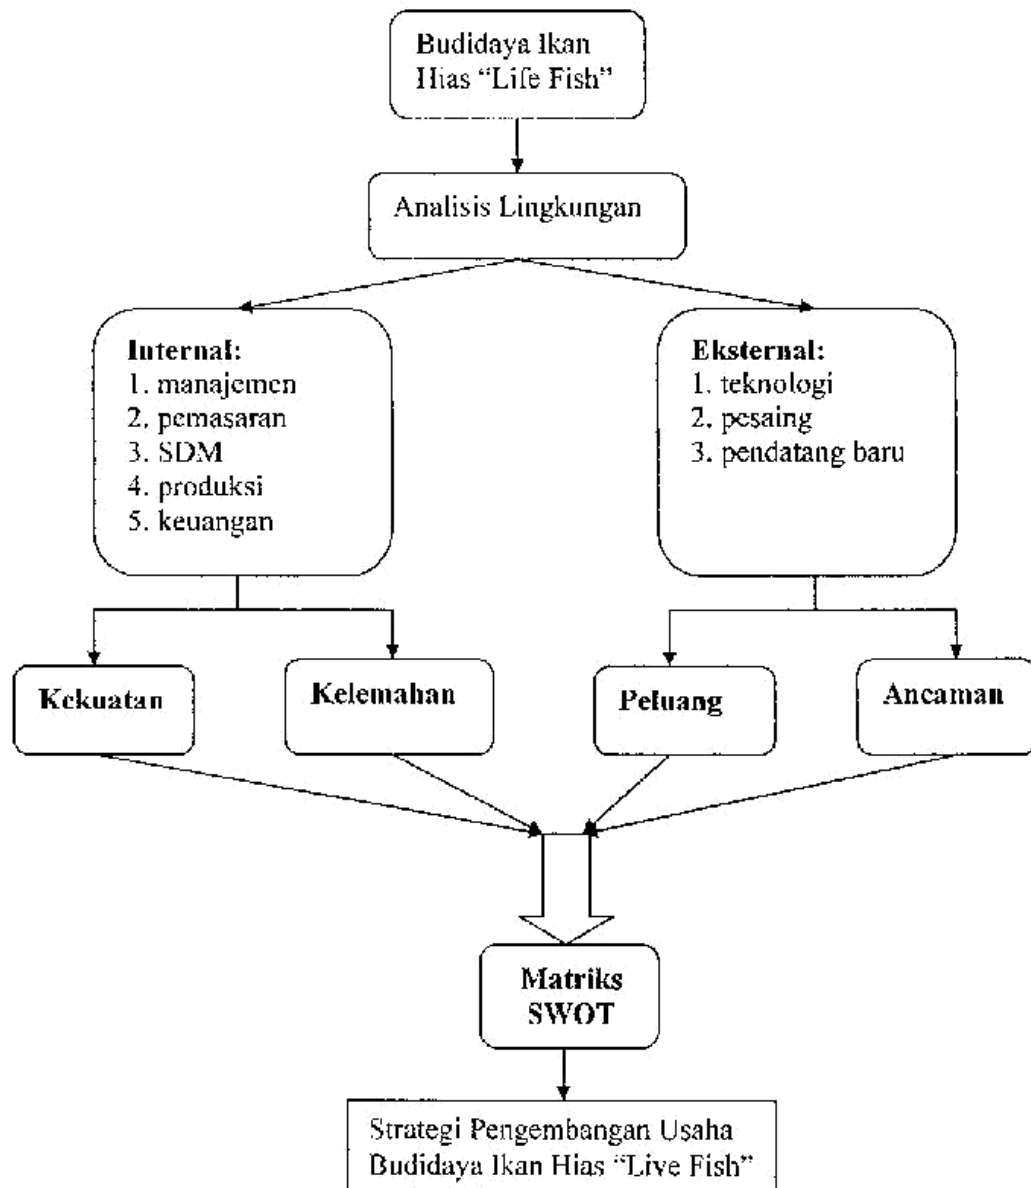 Budidaya Ikan
Hias “Life Fish”
Analisis Lingkungan
Internal:
1. manajemen
2. pemasaran
3. SDM
4. produksi
5. keuangan
Eksternal:
1. teknologi
2. pesaing
3. pendatang baru
Kekuatan
Kelemahan
Peluang
Ancaman
Matriks
SWOT
Strategi Pengembangan Usaha
Budidaya Ikan Hias “Live Fish”